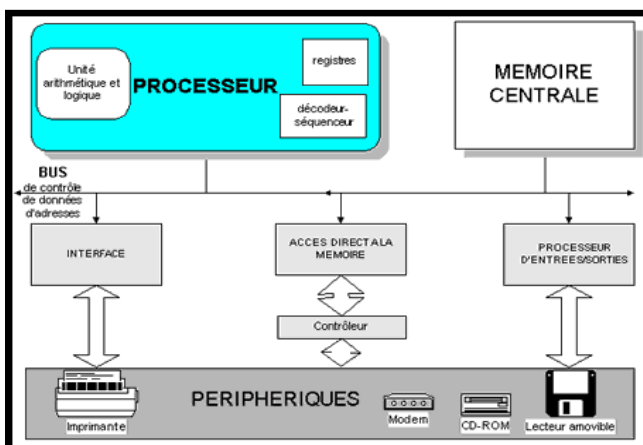 Unité
arithmétique et
logique
PROCESSEUR
registres
décodeur-
séquenceur
MEMOIRE
CENTRALE
BUS
de contrôle
de données
d'adresses
INTERFACE
ACCES DIRECT A LA
MEMOIRE
PROCESSEUR
D'ENTREES/SORTIES
Contrôleur
PERIPHERIQUES
Imprimante
Modem
CD-ROM
Lecteur amovible